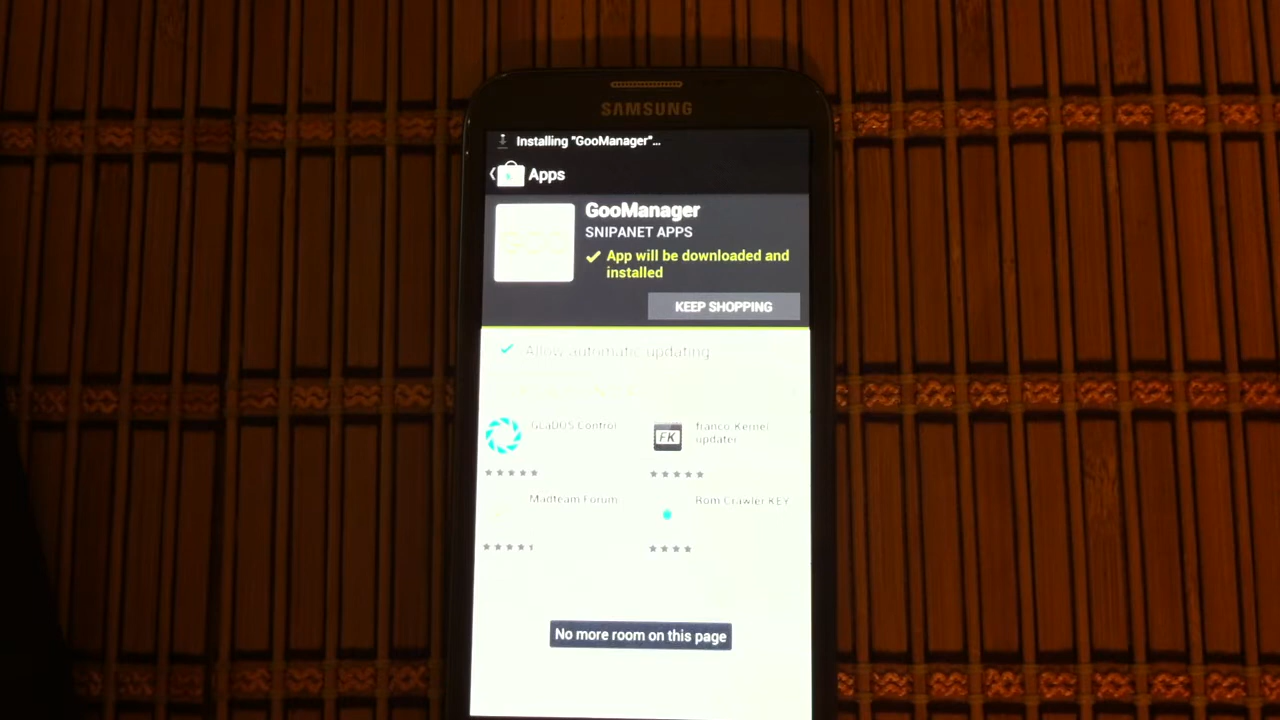 SAMSUNG
Installing "GooManager"...
Apps
GooManager
SNIPANET APPS
App will be downloaded and
installed
KEEP SHOPPING
Allow automatic updating
GLaDOS Control
FK
franco.Kernel
updater
Madteam Forum
Rom Crawler KEY
No more room on this page